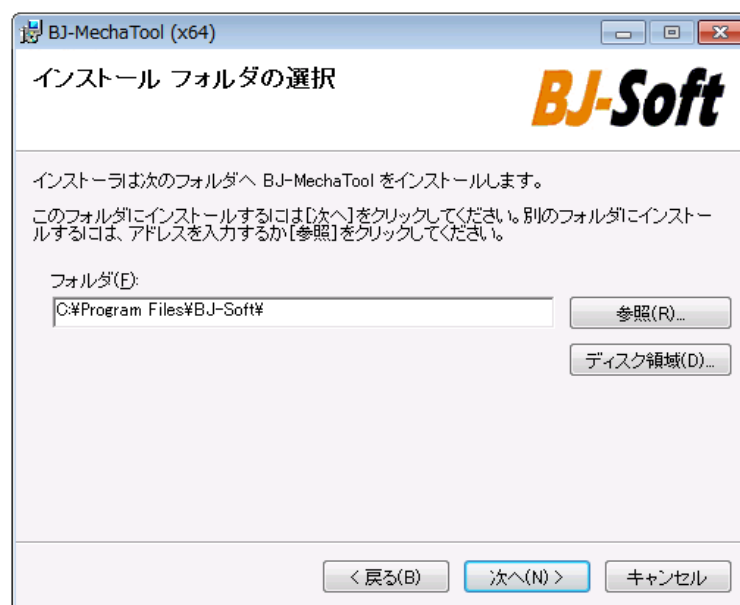 BJ-MechaTool (x64)
インストール フォルダの選択
BJ-Soft
インストーラは次のフォルダへ BJ-MechaTool をインストールします。
このフォルダにインストールするには[次へ]をクリックしてください。別のフォルダにインストー
ルするには、アドレスを入力するか[参照]をクリックしてください。
フォルダ(F):
C:¥Program Files¥BJ-Soft¥
参照(R)...
ディスク領域(D)...
< 戻る(B)
次へ(N) >
キャンセル